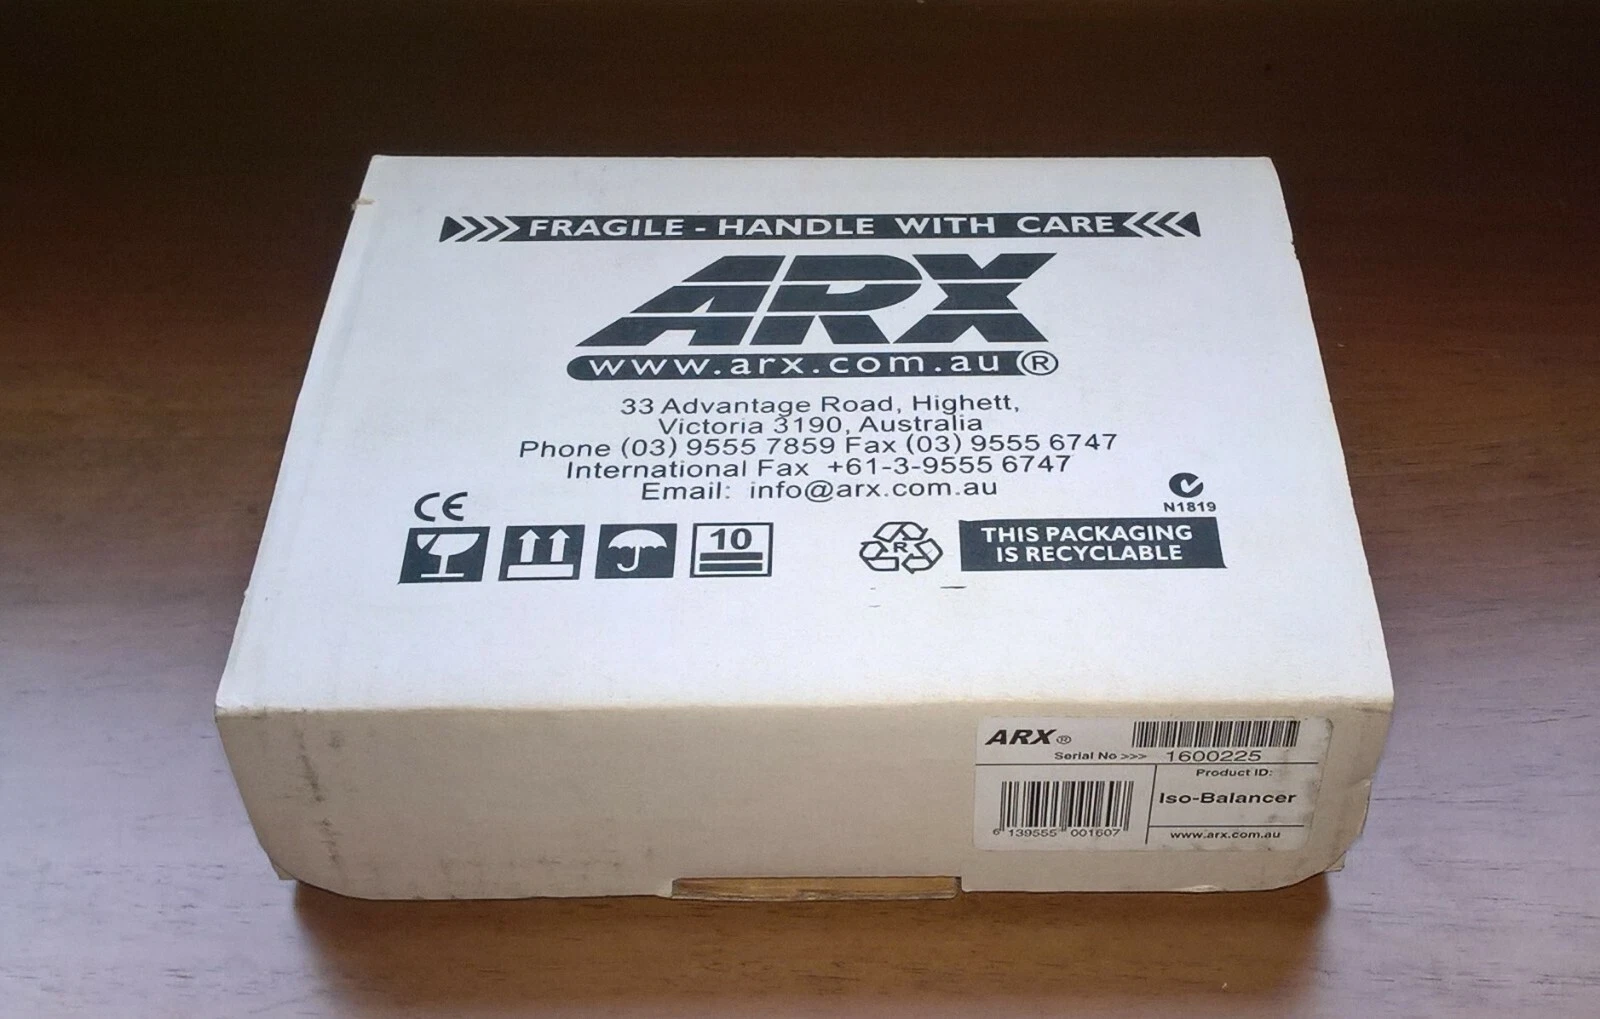 FRAGILE - HANDLE WITH CARE
ARX
www.arx.com.au ®
33 Advantage Road, Highett,
Victoria 3190, Australia
Phone (03) 9555 7859 Fax (03) 9555 6747
International Fax +61-3-9555 6747
Email: info@arx.com.au
CE
N1819
10
R
THIS PACKAGING
IS RECYCLABLE
ARX ®
Serial No >>> 1600225
Product ID:
Iso-Balancer
6 139555 001607
www.arx.com.au